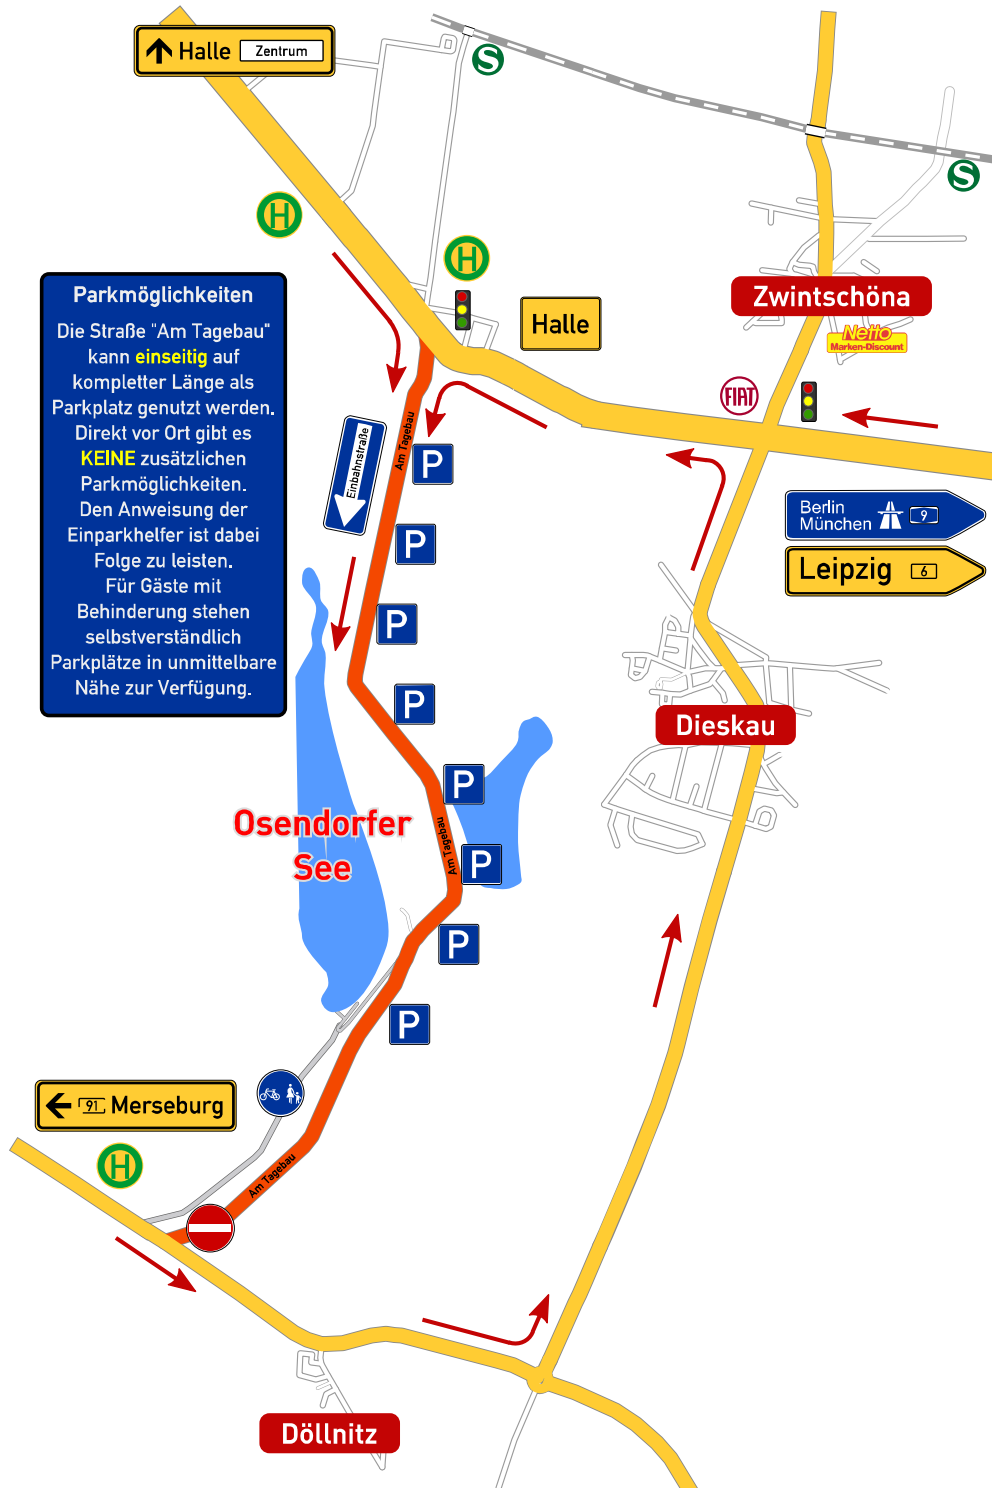 Halle Zentrum
S
S
H
H
Parkmöglichkeiten
Die Straße "Am Tagebau"
kann einseitig auf
kompletter Länge als
Parkplatz genutzt werden.
Direkt vor Ort gibt es
KEINE zusätzlichen
Parkmöglichkeiten.
Den Anweisung der
Einparkhelfer ist dabei
Folge zu leisten.
Für Gäste mit
Behinderung stehen
selbstverständlich
Parkplätze in unmittelbare
Nähe zur Verfügung.
Halle
Zwintschöna
Netto
Marken-Discount
FIAT
Am Tagebau
Einbahnstraße
P
P
P
P
P
P
P
P
Berlin
München 9
Leipzig 6
Dieskau
Osendorfer
See
Am Tagebau
91 Merseburg
H
Am Tagebau
Döllnitz